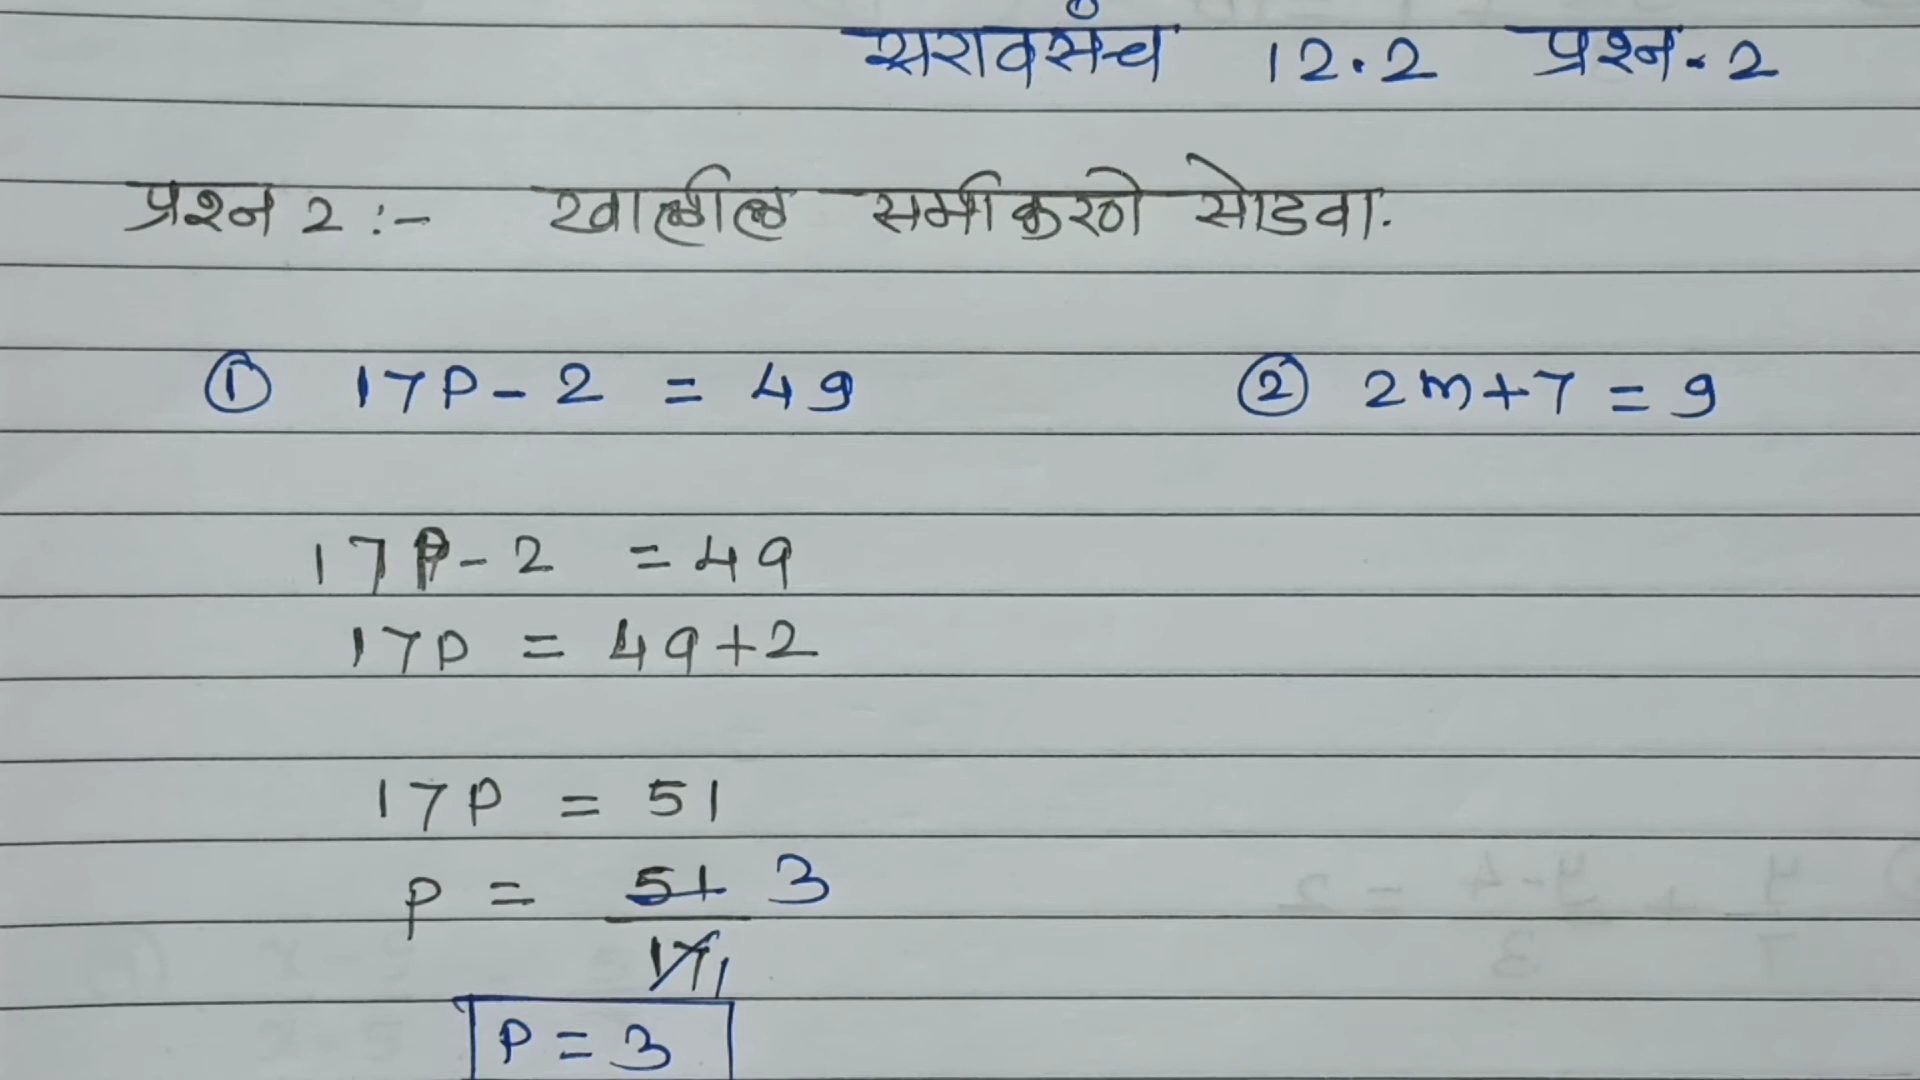 सरावसंच 12.2 प्रश्न. 2
प्रश्न 2 :- खालील समीकरणे सोडवा.
① 17P - 2 = 49 ② 2m + 7 = 9
17P - 2 = 49
17P = 49 + 2
17P = 51
P = 51 3
17 1
P = 3